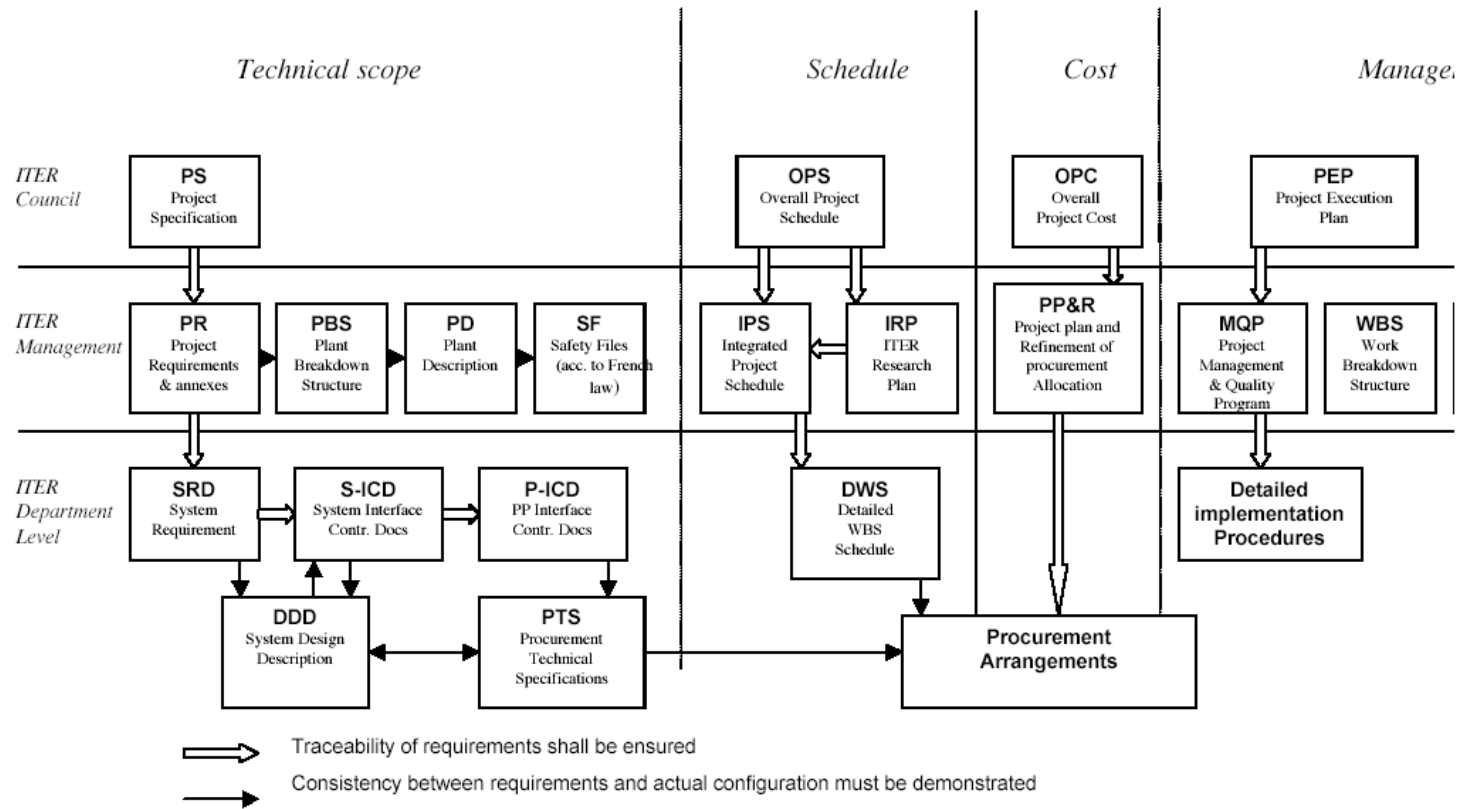 Technical scope
Schedule
Cost
Manage
ITER
Council
PS
Project
Specification
OPS
Overall Project
Schedule
OPC
Overall
Project Cost
PEP
Project Execution
Plan
ITER
Management
PR
Project
Requirements
& annexes
PBS
Plant
Breakdown
Structure
PD
Plant
Description
SF
Safety Files
(acc. to French
law)
IPS
Integrated
Project
Schedule
IRP
ITER
Research
Plan
PP&R
Project plan and
Refinement of
procurement
Allocation
MQP
Project
Management
& Quality
Program
WBS
Work
Breakdown
Structure
ITER
Department
Level
SRD
System
Requirement
S-ICD
System Interface
Contr. Docs
P-ICD
PP Interface
Contr. Docs
DWS
Detailed
WBS
Schedule
Detailed
implementation
Procedures
DDD
System Design
Description
PTS
Procurement
Technical
Specifications
Procurement
Arrangements
Traceability of requirements shall be ensured
Consistency between requirements and actual configuration must be demonstrated